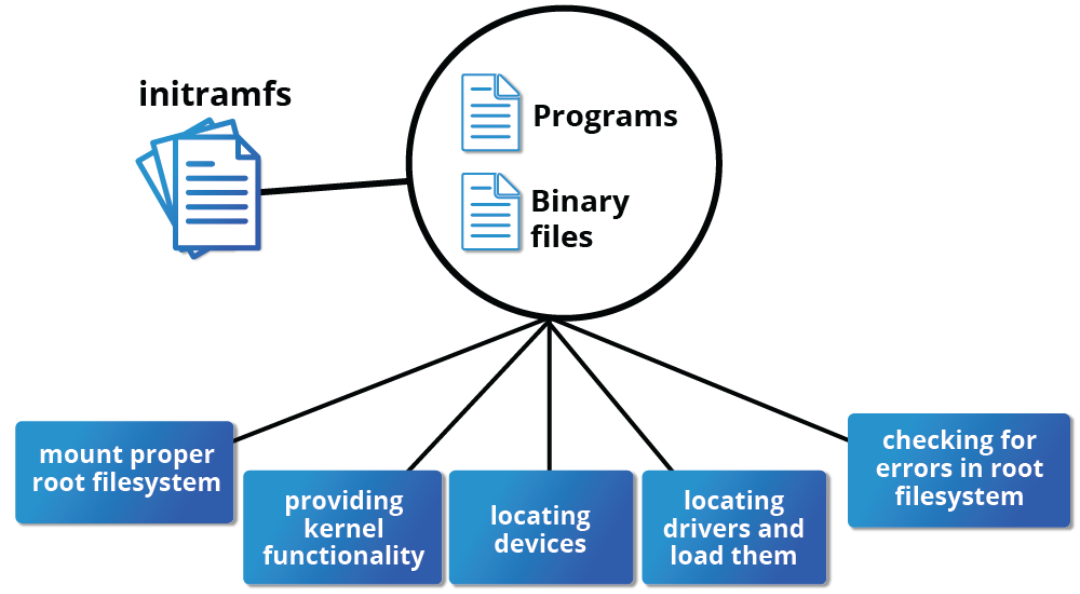 initramfs
Programs
Binary
files
mount proper
root filesystem
providing
kernel
functionality
locating
devices
locating
drivers and
load them
checking for
errors in root
filesystem